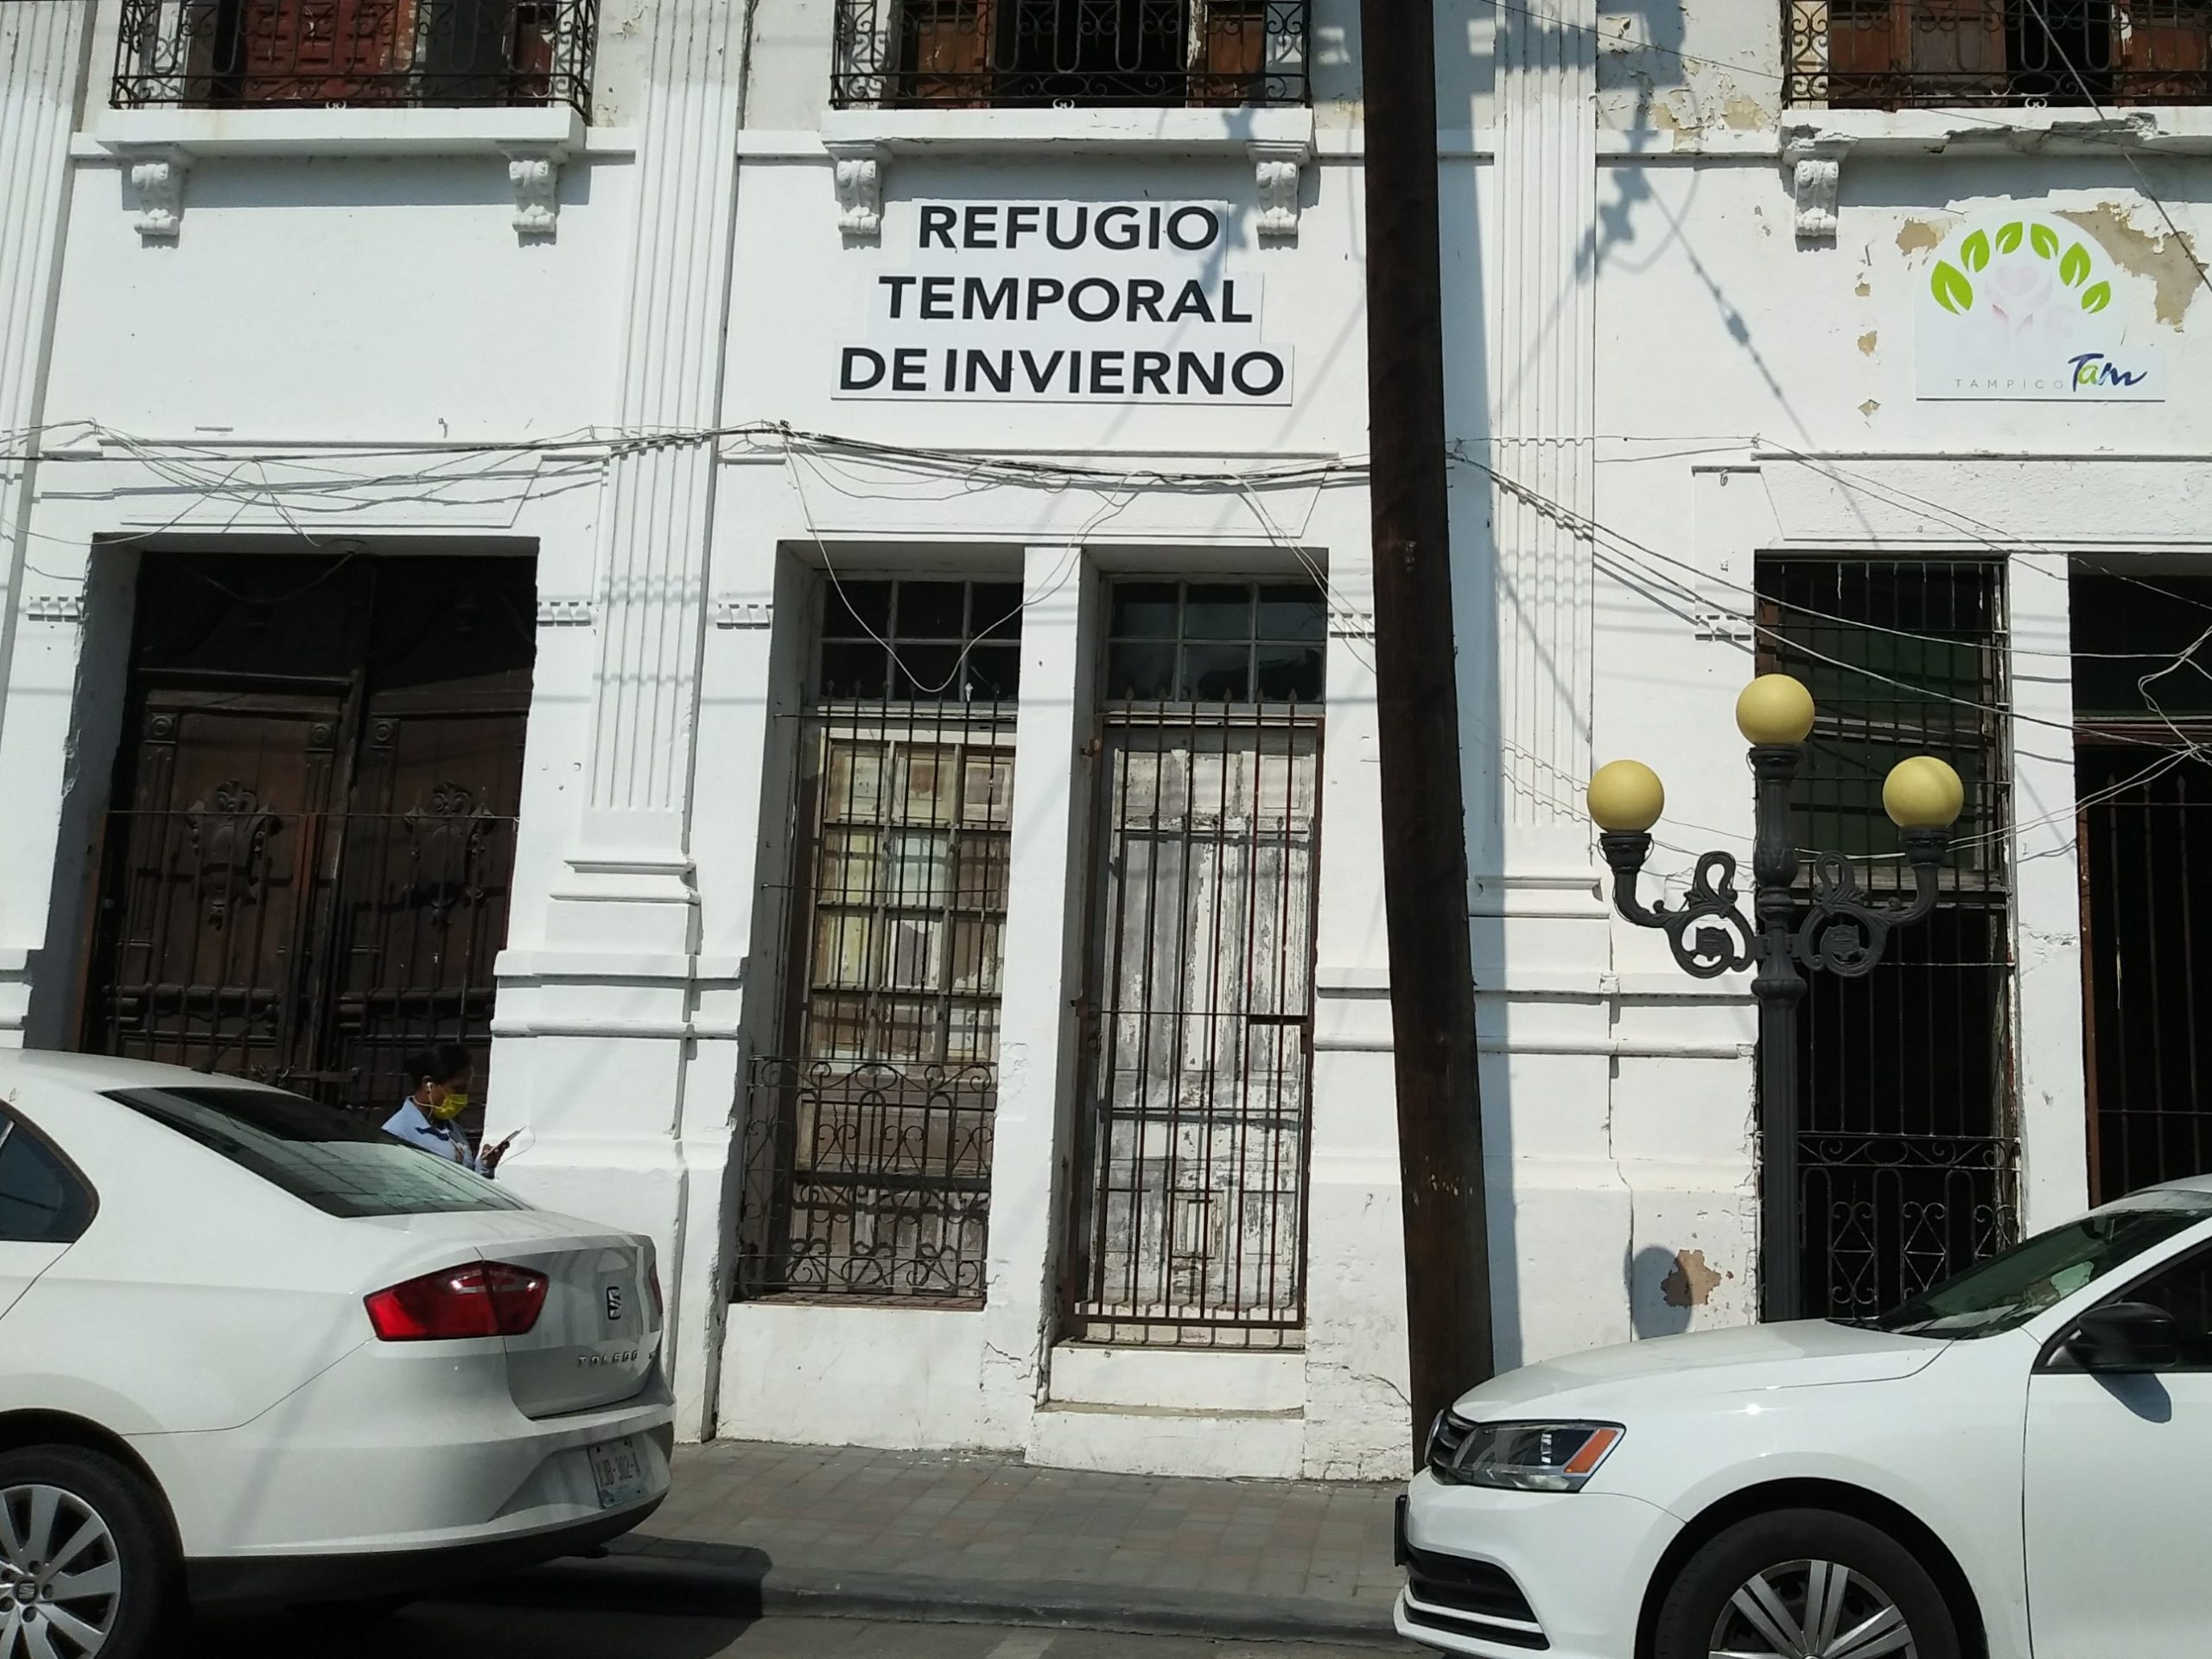 REFUGIO
TEMPORAL
DE INVIERNO
TAMPICO Tam
TOLEDO